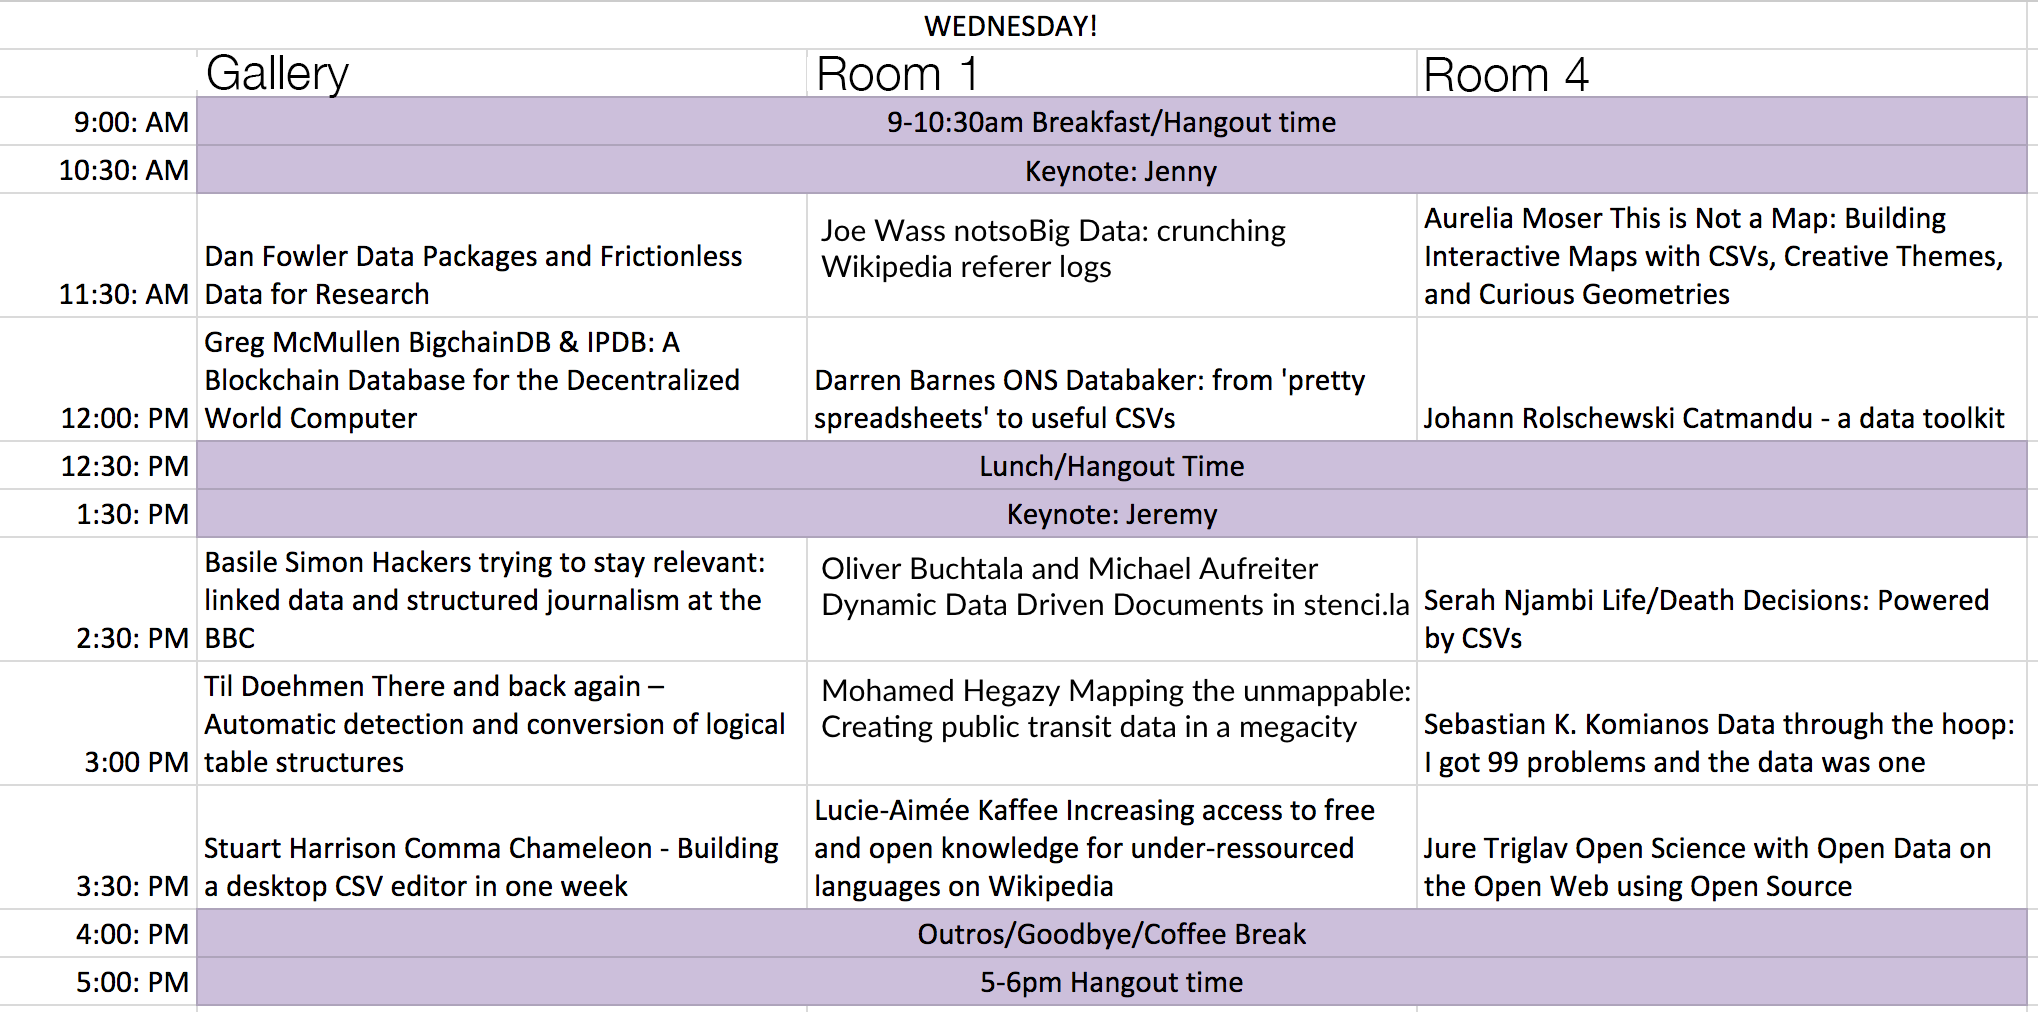 WEDNESDAY!
Gallery
Room 1
Room 4
9:00: AM
9-10:30am Breakfast/Hangout time
10:30: AM
Keynote: Jenny
11:30: AM
Dan Fowler Data Packages and Frictionless
Data for Research
Joe Wass notsoBig Data: crunching
Wikipedia referer logs
Aurelia Moser This is Not a Map: Building
Interactive Maps with CSVs, Creative Themes,
and Curious Geometries
12:00: PM
Greg McMullen BigchainDB & IPDB: A
Blockchain Database for the Decentralized
World Computer
Darren Barnes ONS Databaker: from 'pretty
spreadsheets' to useful CSVs
Johann Rolschewski Catmandu - a data toolkit
12:30: PM
Lunch/Hangout Time
1:30: PM
Keynote: Jeremy
2:30: PM
Basile Simon Hackers trying to stay relevant:
linked data and structured journalism at the
BBC
Oliver Buchtala and Michael Aufreiter
Dynamic Data Driven Documents in stenci.la
Serah Njambi Life/Death Decisions: Powered
by CSVs
3:00 PM
Til Doehmen There and back again –
Automatic detection and conversion of logical
table structures
Mohamed Hegazy Mapping the unmappable:
Creating public transit data in a megacity
Sebastian K. Komianos Data through the hoop:
I got 99 problems and the data was one
3:30: PM
Stuart Harrison Comma Chameleon - Building
a desktop CSV editor in one week
Lucie-Aimée Kaffee Increasing access to free
and open knowledge for under-ressourced
languages on Wikipedia
Jure Triglav Open Science with Open Data on
the Open Web using Open Source
4:00: PM
Outros/Goodbye/Coffee Break
5:00: PM
5-6pm Hangout time